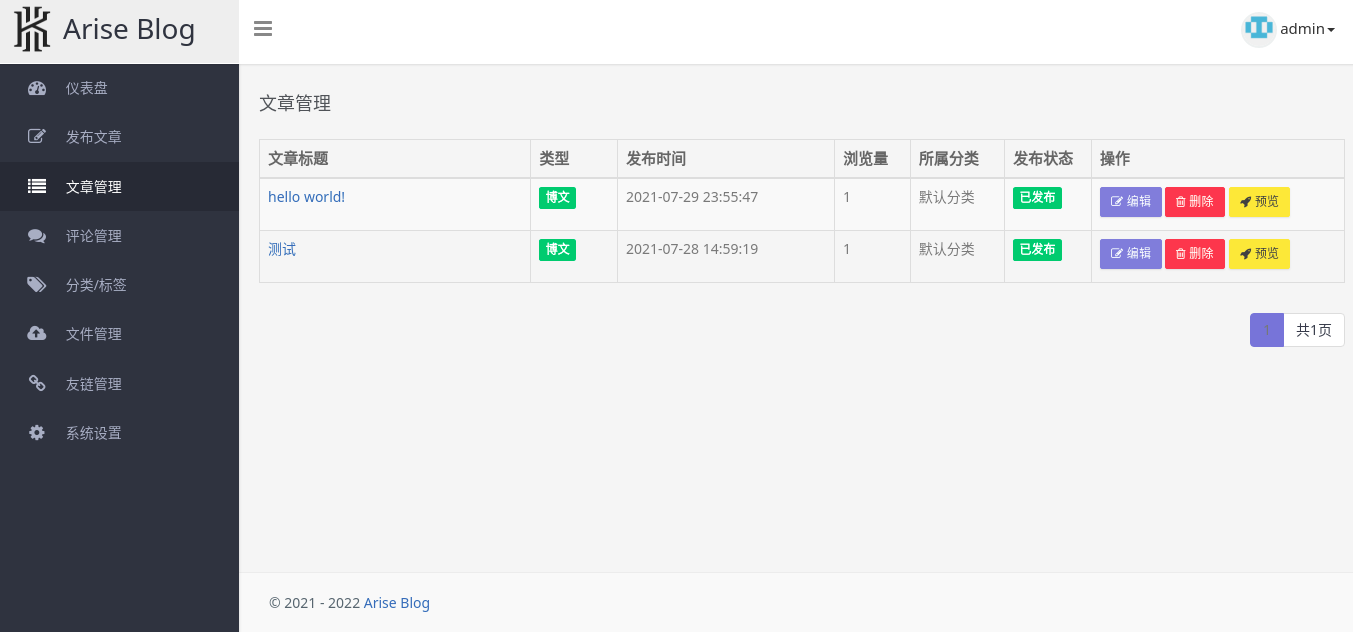 Arise Blog
admin
仪表盘
发布文章
文章管理
评论管理
分类/标签
文件管理
友链管理
系统设置
文章管理
文章标题 类型 发布时间 浏览量 所属分类 发布状态 操作
hello world! 博文 2021-07-29 23:55:47 1 默认分类 已发布 编辑 删除 预览
测试 博文 2021-07-28 14:59:19 1 默认分类 已发布 编辑 删除 预览
1 共1页
© 2021 - 2022 Arise Blog